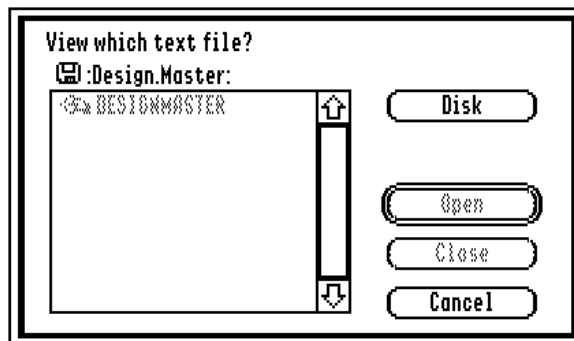 View which text file?
:Design.Master:
DESIGNMASTER
Disk
Open
Close
Cancel